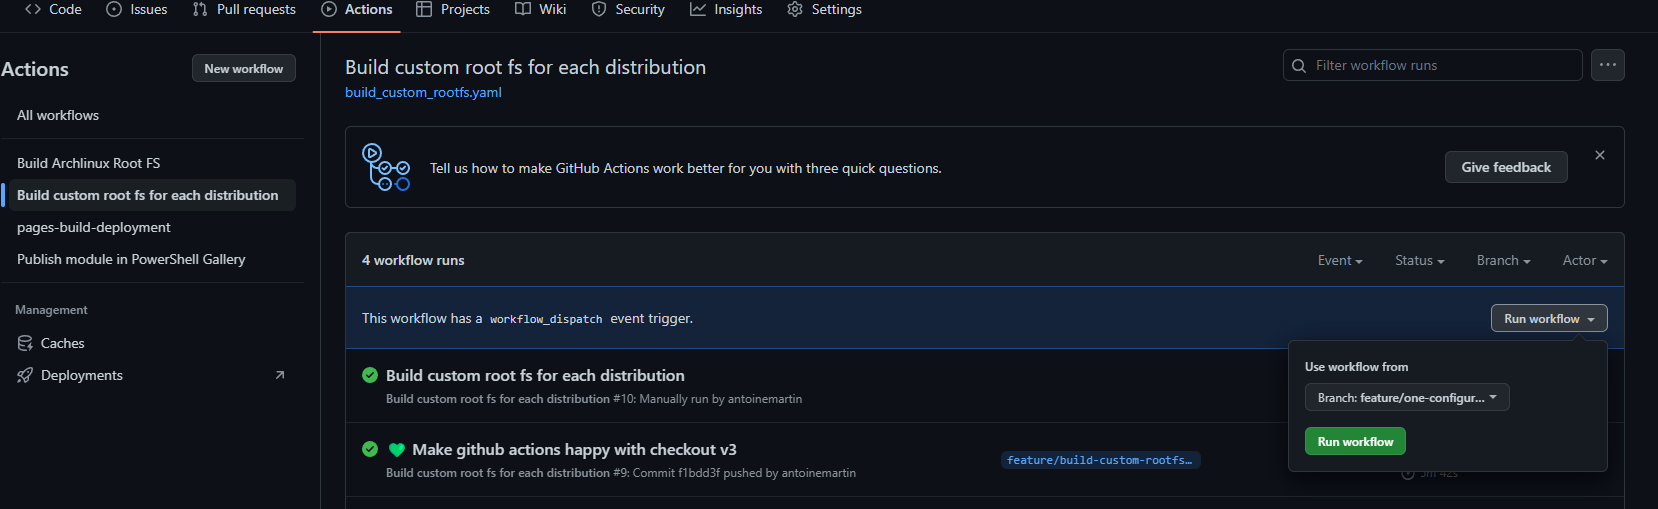 Code Issues Pull requests Actions Projects Wiki Security Insights Settings
Actions
New workflow
All workflows
Build Archlinux Root FS
Build custom root fs for each distribution
pages-build-deployment
Publish module in PowerShell Gallery
Management
Caches
Deployments
Build custom root fs for each distribution
build_custom_rootfs.yaml
Filter workflow runs
Tell us how to make GitHub Actions work better for you with three quick questions.
Give feedback
4 workflow runs
Event Status Branch Actor
This workflow has a workflow_dispatch event trigger.
Run workflow
Use workflow from
Branch: feature/one-configur...
Run workflow
Build custom root fs for each distribution
Build custom root fs for each distribution #10: Manually run by antoinemartin
Make github actions happy with checkout v3
Build custom root fs for each distribution #9: Commit f1bdd3f pushed by antoinemartin
feature/build-custom-rootfs…
42s